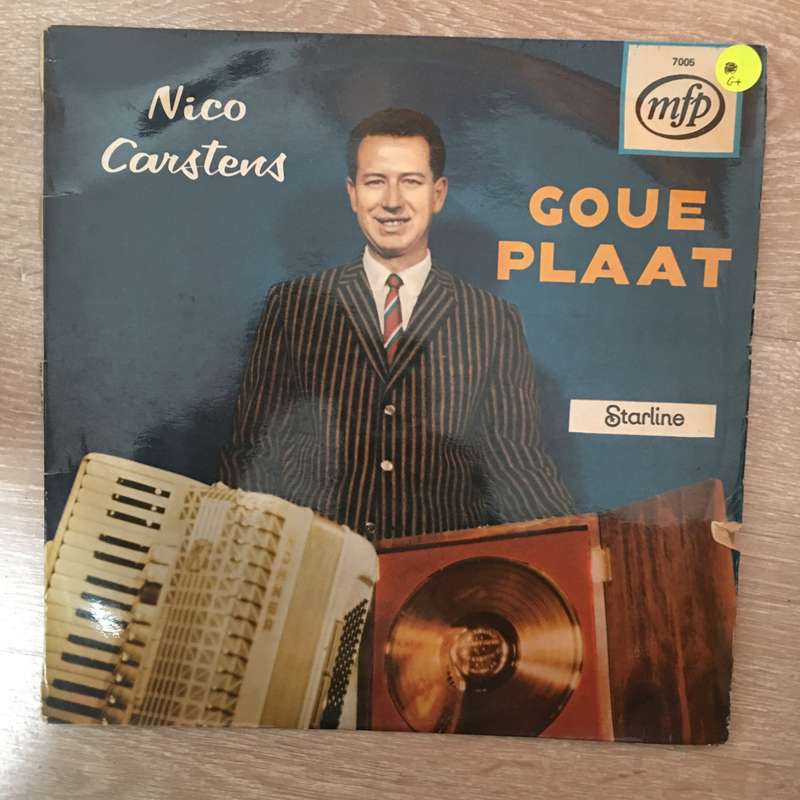 Nico
Carstens
7005
mfp
G+
GOUE
PLAAT
Starline